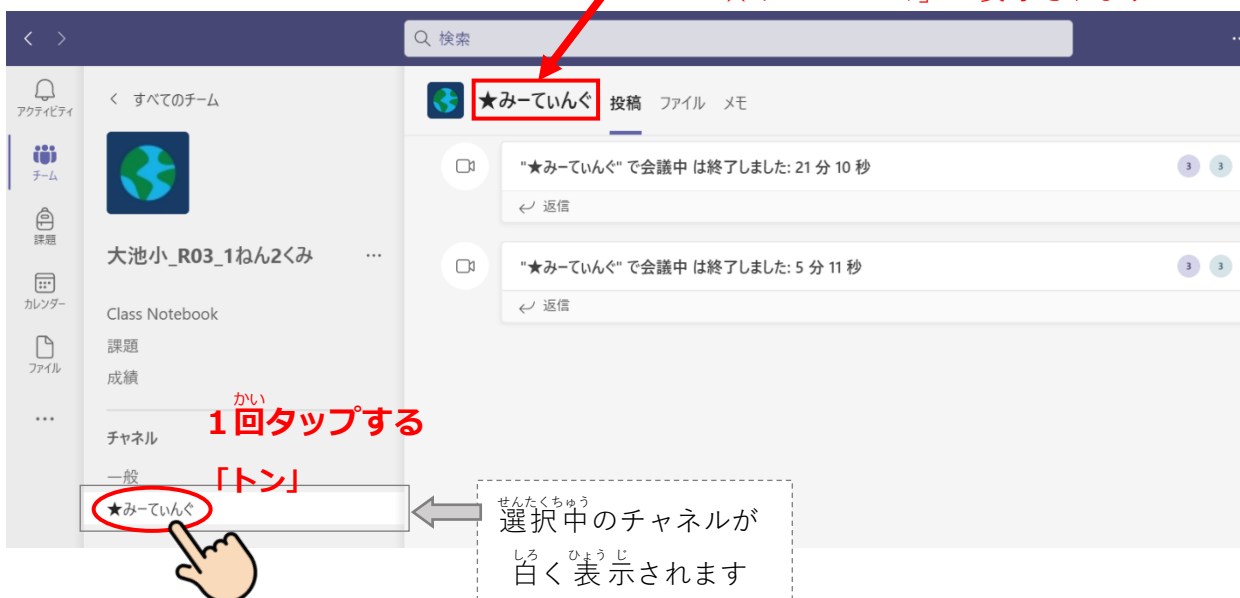 検索
アクティビティ
チーム
課題
カレンダー
ファイル
…
すべてのチーム
大池小_R03_1ねん2くみ …
Class Notebook
課題
成績
チャネル
一般
★みーてぃんぐ
かい
1回タップする
「トン」
★みーてぃんぐ 投稿 ファイル メモ
"★みーてぃんぐ" で会議中 は終了しました: 21 分 10 秒 3 3
返信
"★みーてぃんぐ" で会議中 は終了しました: 5 分 11 秒 3 3
返信
せんたくちゅう
選択中のチャネルが
しろ ひょうじ
白く表示されます